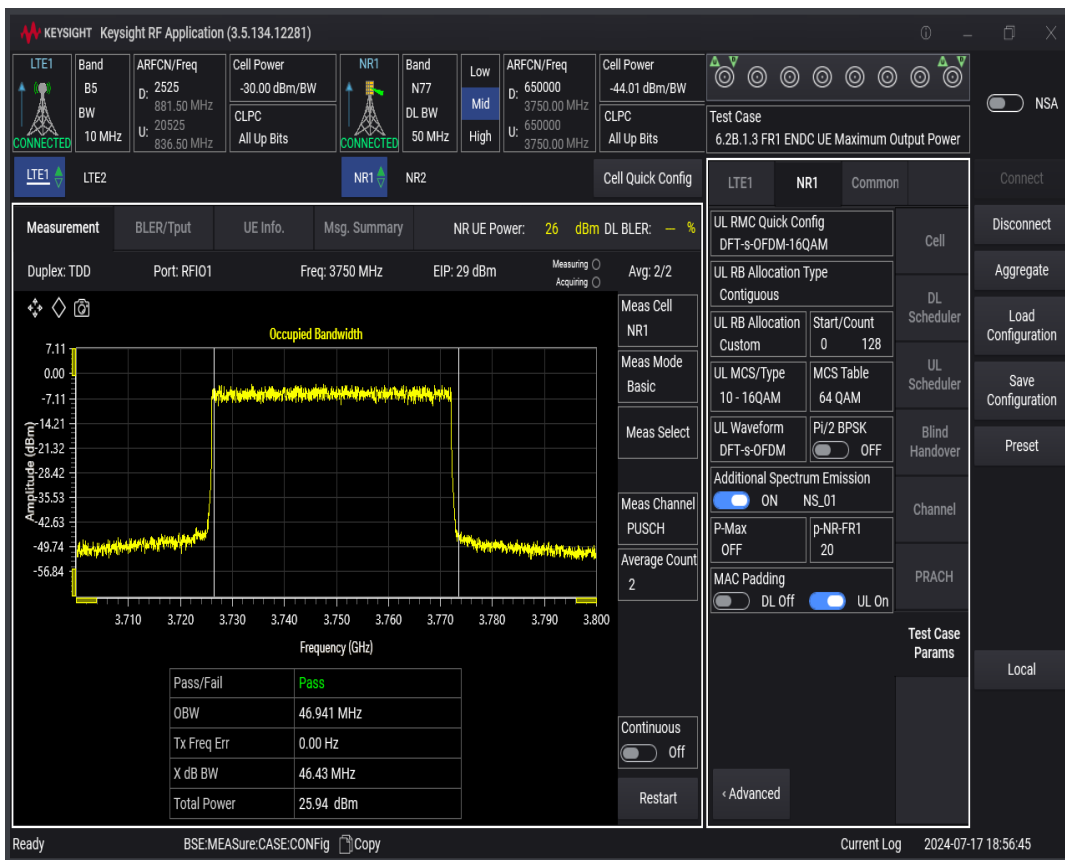 KEYSIGHT Keysight RF Application (3.5.134.12281)
LTE1 Band ARFCN/Freq Cell Power NR1 Band Low ARFCN/Freq Cell Power
B5 D: 2525 -30.00 dBm/BW N77 D: 650000 -44.01 dBm/BW
881.50 MHz 3750.00 MHz
BW CLPC DL BW Mid CLPC Test Case NSA
CONNECTED 10 MHz U: 20525 All Up Bits CONNECTED 50 MHz High U: 650000 All Up Bits 6.2B.1.3 FR1 ENDC UE Maximum Output Power
836.50 MHz 3750.00 MHz
LTE1 LTE2 NR1 NR2 Cell Quick Config LTE1 NR1 Common Connect
Measurement BLER/Tput UE Info. Msg. Summary NR UE Power: 26 dBm DL BLER: — %
Duplex: TDD Port: RFIO1 Freq: 3750 MHz EIP: 29 dBm Measuring Acquiring Avg: 2/2
Occupied Bandwidth
Amplitude (dBm)
7.11
0.00
-7.11
-14.21
-21.32
-28.42
-35.53
-42.63
-49.74
-56.84
3.710 3.720 3.730 3.740 3.750 3.760 3.770 3.780 3.790 3.800
Frequency (GHz)
Pass/Fail Pass
OBW 46.941 MHz
Tx Freq Err 0.00 Hz
X dB BW 46.43 MHz
Total Power 25.94 dBm
Meas Cell
NR1
Meas Mode
Basic
Meas Select
Meas Channel
PUSCH
Average Count
2
Continuous
Off
Restart
UL RMC Quick Config
DFT-s-OFDM-16QAM
UL RB Allocation Type
Contiguous
UL RB Allocation Start/Count
Custom 0 128
UL MCS/Type MCS Table
10 - 16QAM 64 QAM
UL Waveform Pi/2 BPSK
DFT-s-OFDM OFF
Additional Spectrum Emission
ON NS_01
P-Max p-NR-FR1
OFF 20
MAC Padding
DL Off UL On
‹ Advanced
Cell
DL
Scheduler
UL
Scheduler
Blind
Handover
Channel
PRACH
Test Case
Params
Disconnect
Aggregate
Load
Configuration
Save
Configuration
Preset
Local
Ready BSE:MEASure:CASE:CONFig Copy Current Log 2024-07-17 18:56:45